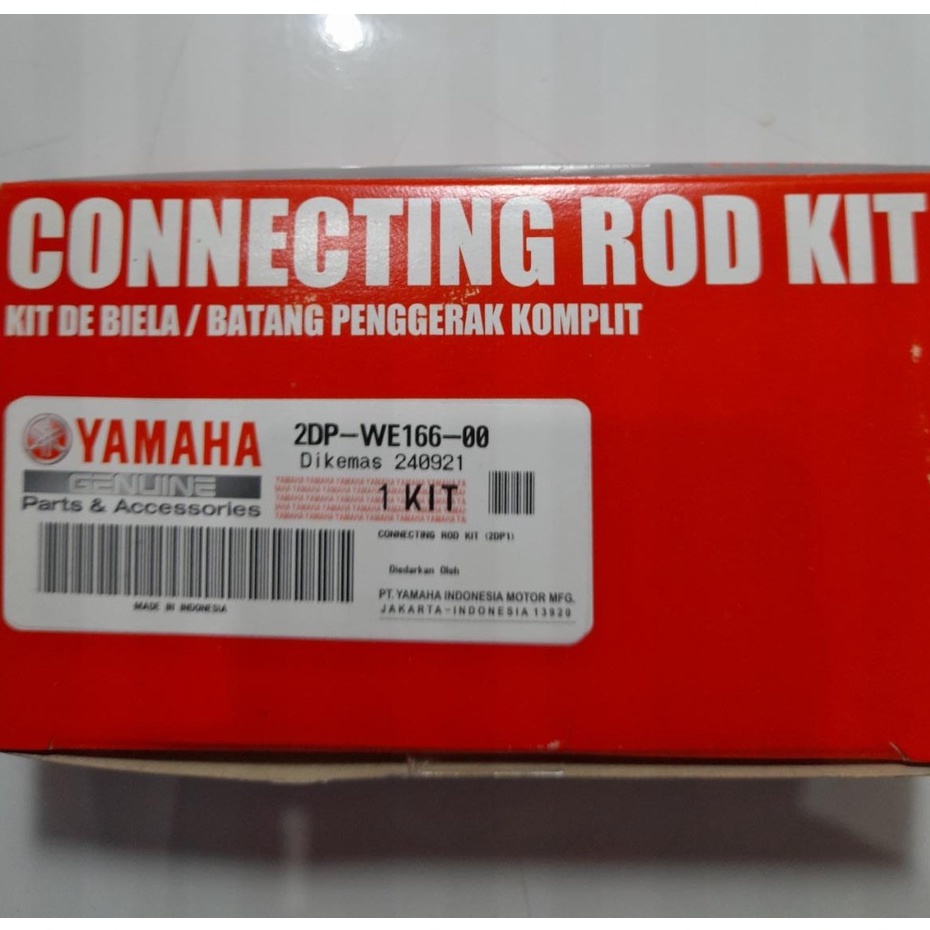 CONNECTING ROD KIT
KIT DE BIELA / BATANG PENGGERAK KOMPLIT
YAMAHA
GENUINE
Parts & Accessories
2DP-WE166-00
Dikemas 240921
1 KIT
CONNECTING ROD KIT (2DP1)
Diedarkan Oleh
PT. YAMAHA INDONESIA MOTOR MFG.
JAKARTA-INDONESIA 13920
MADE IN INDONESIA